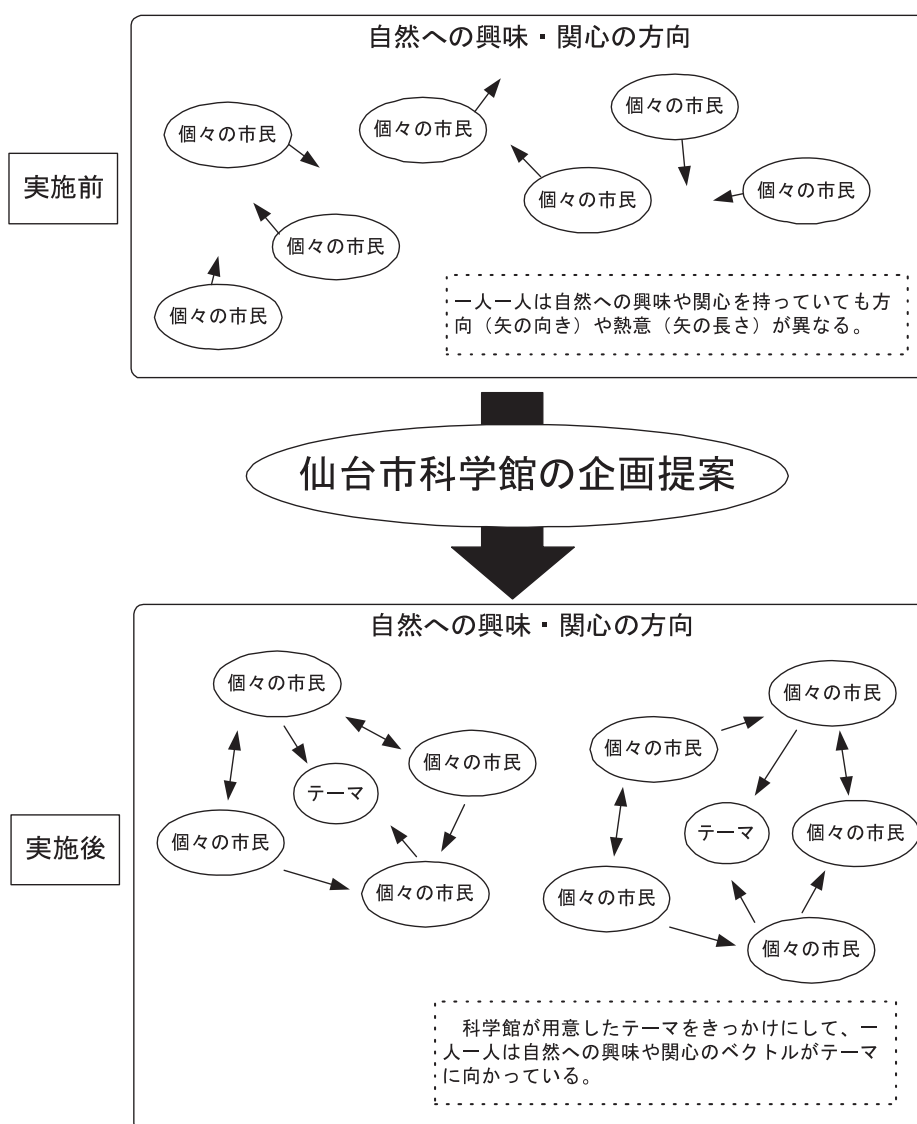 自然への興味・関心の方向
個々の市民
個々の市民
個々の市民
個々の市民
個々の市民
個々の市民
個々の市民
実施前
一人一人は自然への興味や関心を持っていても方
向（矢の向き）や熱意（矢の長さ）が異なる。
仙台市科学館の企画提案
自然への興味・関心の方向
個々の市民
個々の市民
テーマ
個々の市民
個々の市民
個々の市民
個々の市民
テーマ
個々の市民
個々の市民
個々の市民
実施後
科学館が用意したテーマをきっかけにして、一
人一人は自然への興味や関心のベクトルがテーマ
に向かっている。